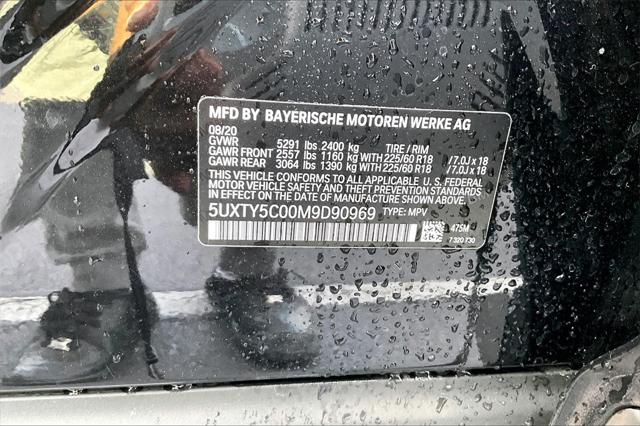 MFD BY BAYERISCHE MOTOREN WERKE AG
08/20
GVWR 5291 lbs 2400 kg TIRE / RIM
GAWR FRONT 2557 lbs 1160 kg WITH 225/60 R18 /7.0J x 18
GAWR REAR 3064 lbs 1390 kg WITH 225/60 R18 /7.0J x 18
THIS VEHICLE CONFORMS TO ALL APPLICABLE U. S. FEDERAL
MOTOR VEHICLE SAFETY AND THEFT PREVENTION STANDARDS
IN EFFECT ON THE DATE OF MANUFACTURE SHOWN ABOVE.
5UXTY5C00M9D90969 TYPE: MPV
475M
7 320 730